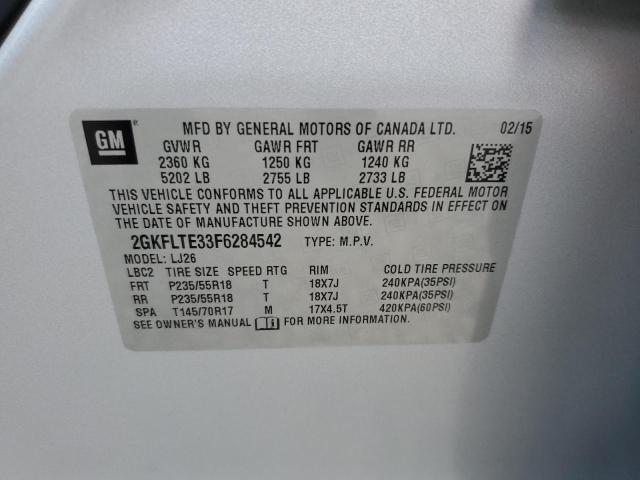 GM
MFD BY GENERAL MOTORS OF CANADA LTD. 02/15
GVWR GAWR FRT GAWR RR
2360 KG 1250 KG 1240 KG
5202 LB 2755 LB 2733 LB
THIS VEHICLE CONFORMS TO ALL APPLICABLE U.S. FEDERAL MOTOR
VEHICLE SAFETY AND THEFT PREVENTION STANDARDS IN EFFECT ON
THE DATE OF MANUFACTURE SHOWN ABOVE.
2GKFLTE33F6284542 TYPE: M.P.V.
MODEL: LJ26
LBC2 TIRE SIZE SPEED RTG RIM COLD TIRE PRESSURE
FRT P235/55R18 T 18X7J 240KPA(35PSI)
RR P235/55R18 T 18X7J 240KPA(35PSI)
SPA T145/70R17 M 17X4.5T 420KPA(60PSI)
SEE OWNER'S MANUAL FOR MORE INFORMATION.